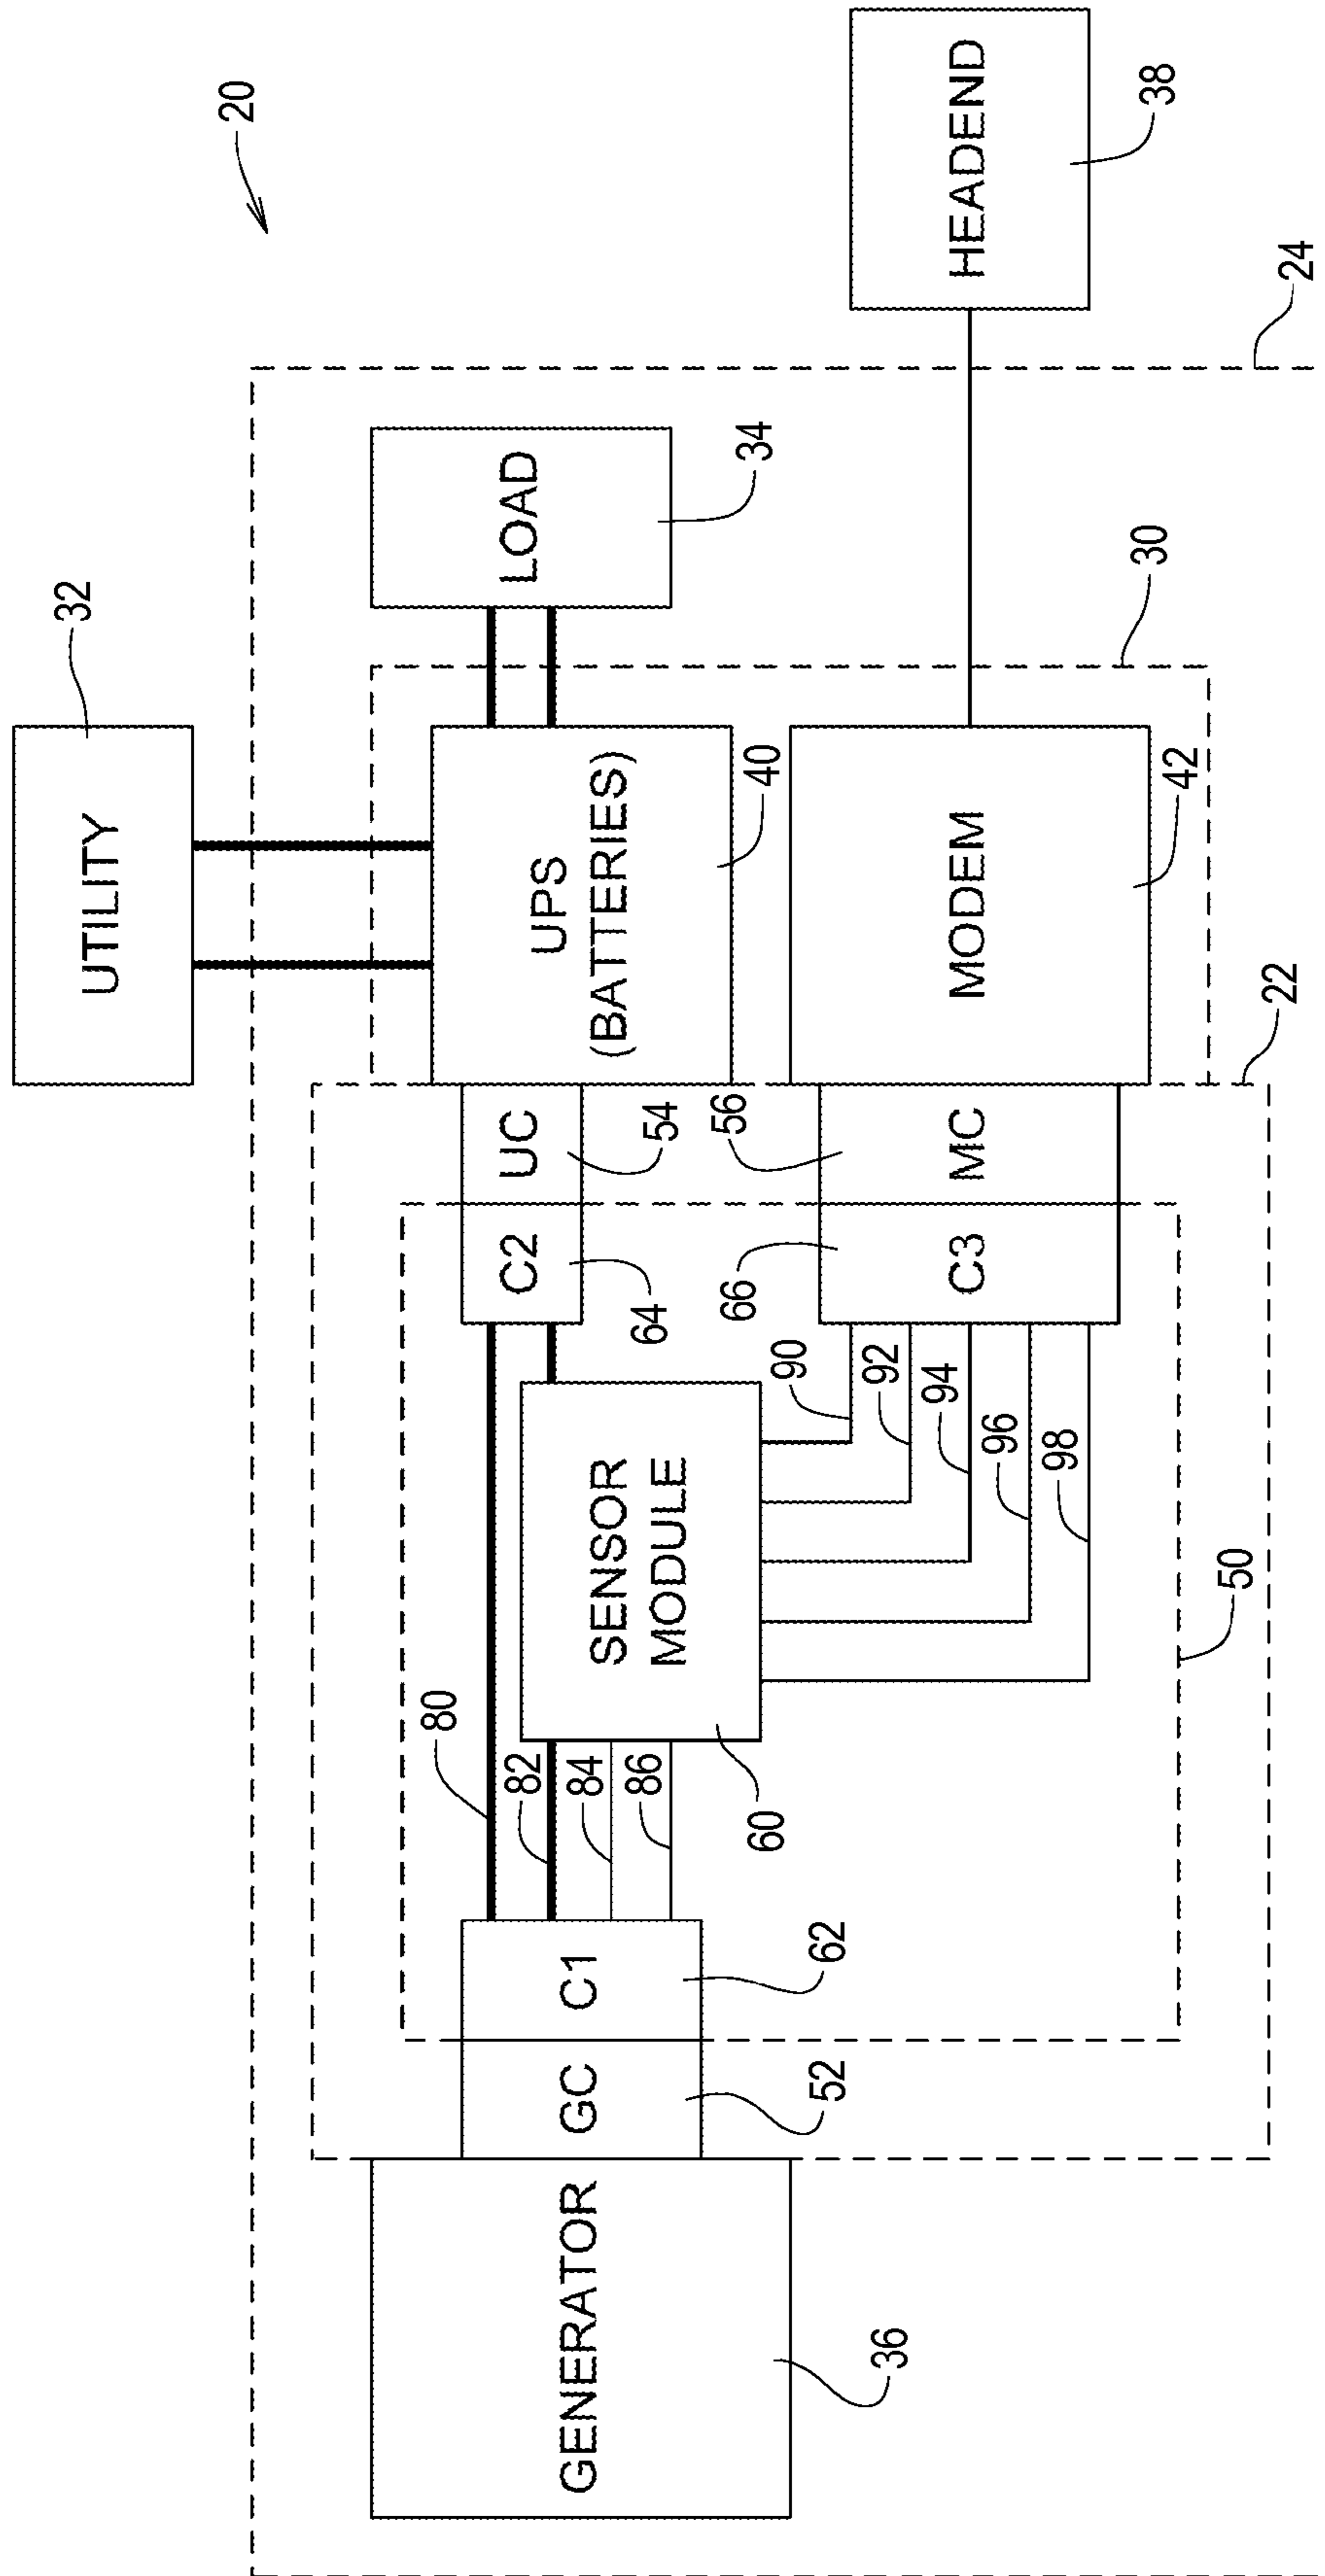 20
UTILITY
32
HEADEND
38
24
LOAD
34
30
UPS
(BATTERIES)
40
MODEM
42
22
UC
54
56
MC
C2
64
66
C3
SENSOR
MODULE
60
90
92
94
96
98
50
80
82
84
86
C1
62
GC
52
GENERATOR
36